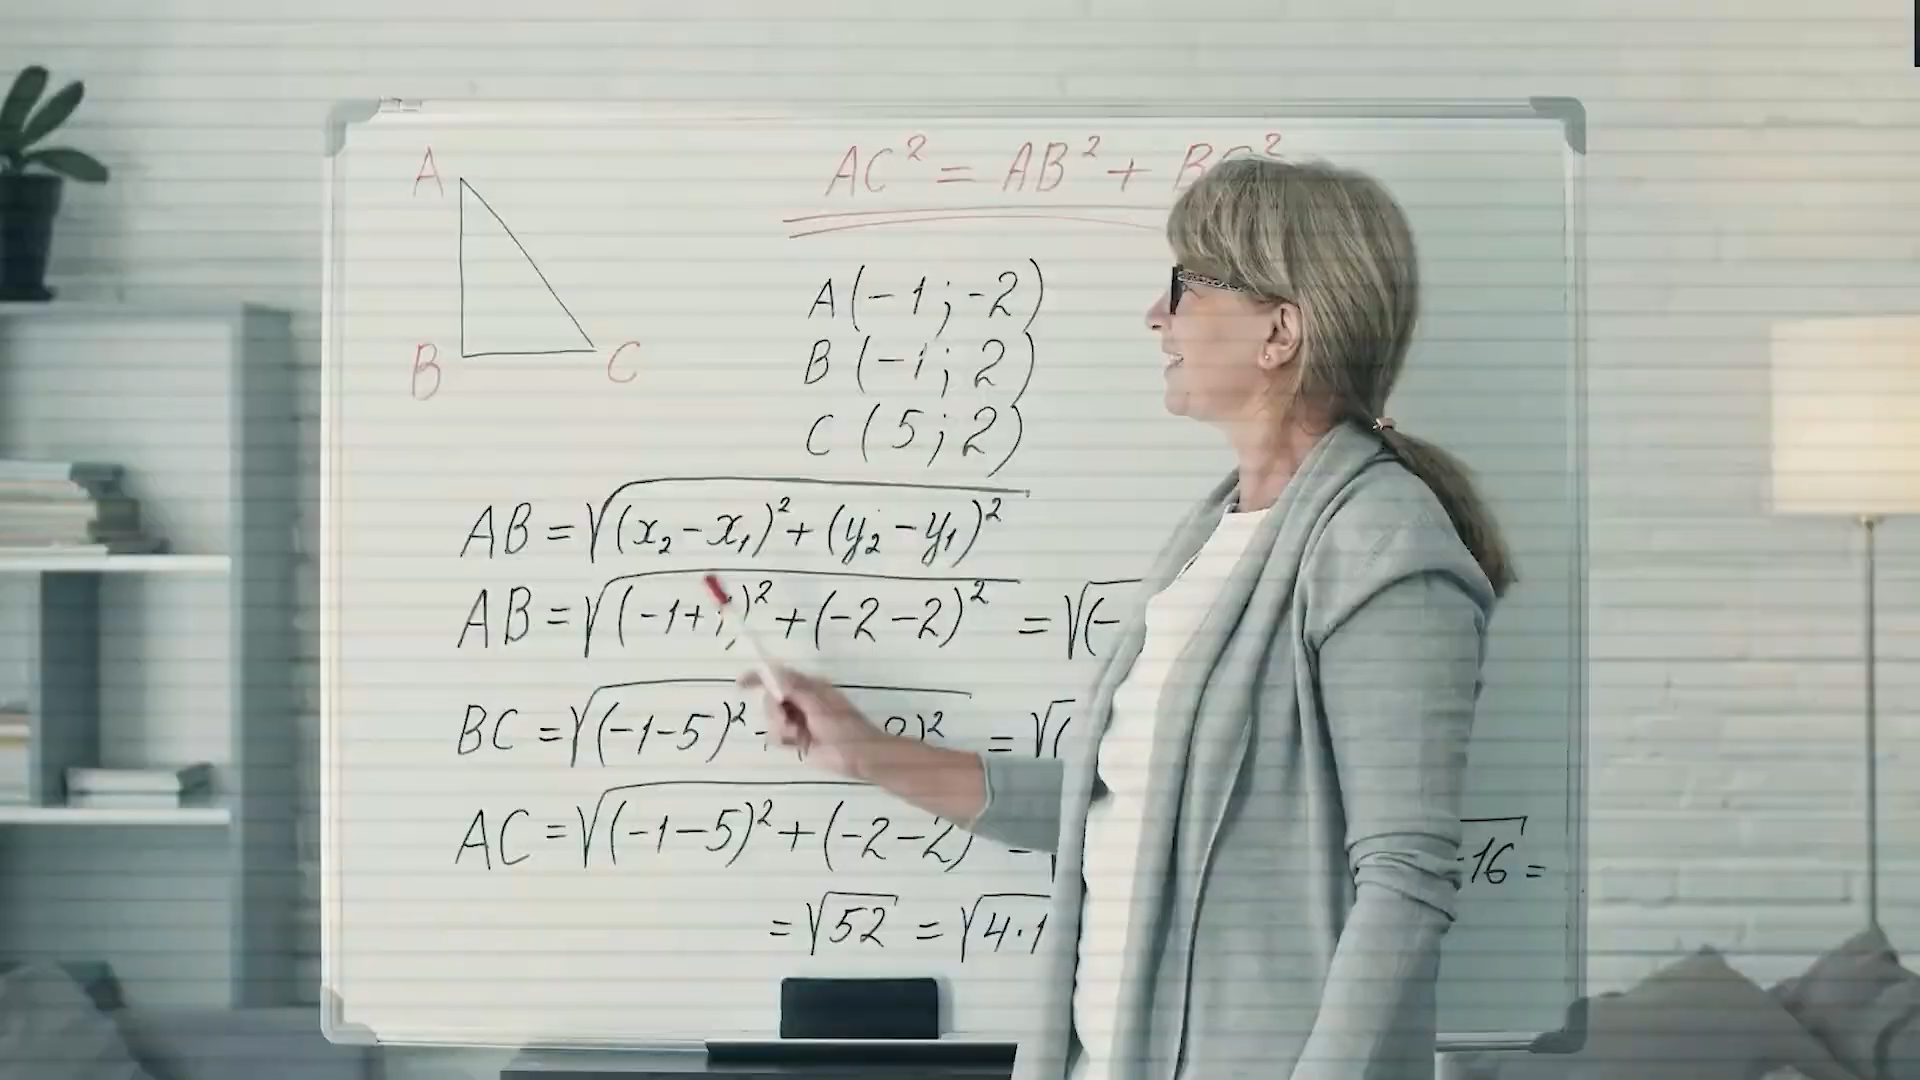 A
B
C
AC² = AB² +
A(-1;-2)
B(-1;2)
C(5;2)
AB = √(x₂-x₁)²+(y₂-y₁)²
AB = √(-1+ )²+(-2-2)² = √(-
BC = √(-1-5)² )² = √(
AC = √(-1-5)²+(-2-2) -16 =
= √52 = √4·1